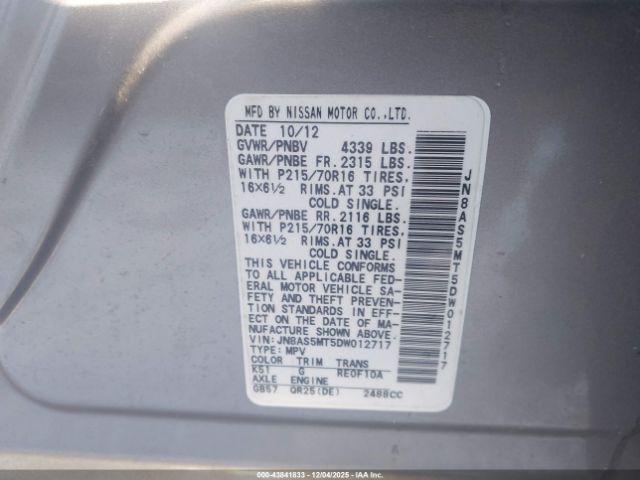 MFD BY NISSAN MOTOR CO.,LTD.
DATE 10/12
GVWR/PNBV 4339 LBS.
GAWR/PNBE FR. 2315 LBS.
WITH P215/70R16 TIRES.
16X6½ RIMS. AT 33 PSI
COLD SINGLE.
GAWR/PNBE RR. 2116 LBS.
WITH P215/70R16 TIRES.
16X6½ RIMS. AT 33 PSI
COLD SINGLE.
THIS VEHICLE CONFORMS
TO ALL APPLICABLE FED-
ERAL MOTOR VEHICLE SA-
FETY AND THEFT PREVEN-
TION STANDARDS IN EFF-
ECT ON THE DATE OF MA-
NUFACTURE SHOWN ABOVE.
VIN: JN8AS5MT5DW012717
TYPE: MPV
COLOR TRIM TRANS
K51 G RE0F10A
AXLE ENGINE
GB57 QR25(DE) 2488CC
JN8AS5MT5DW012717
000-43841833 - 12/04/2025 - IAAI.COM